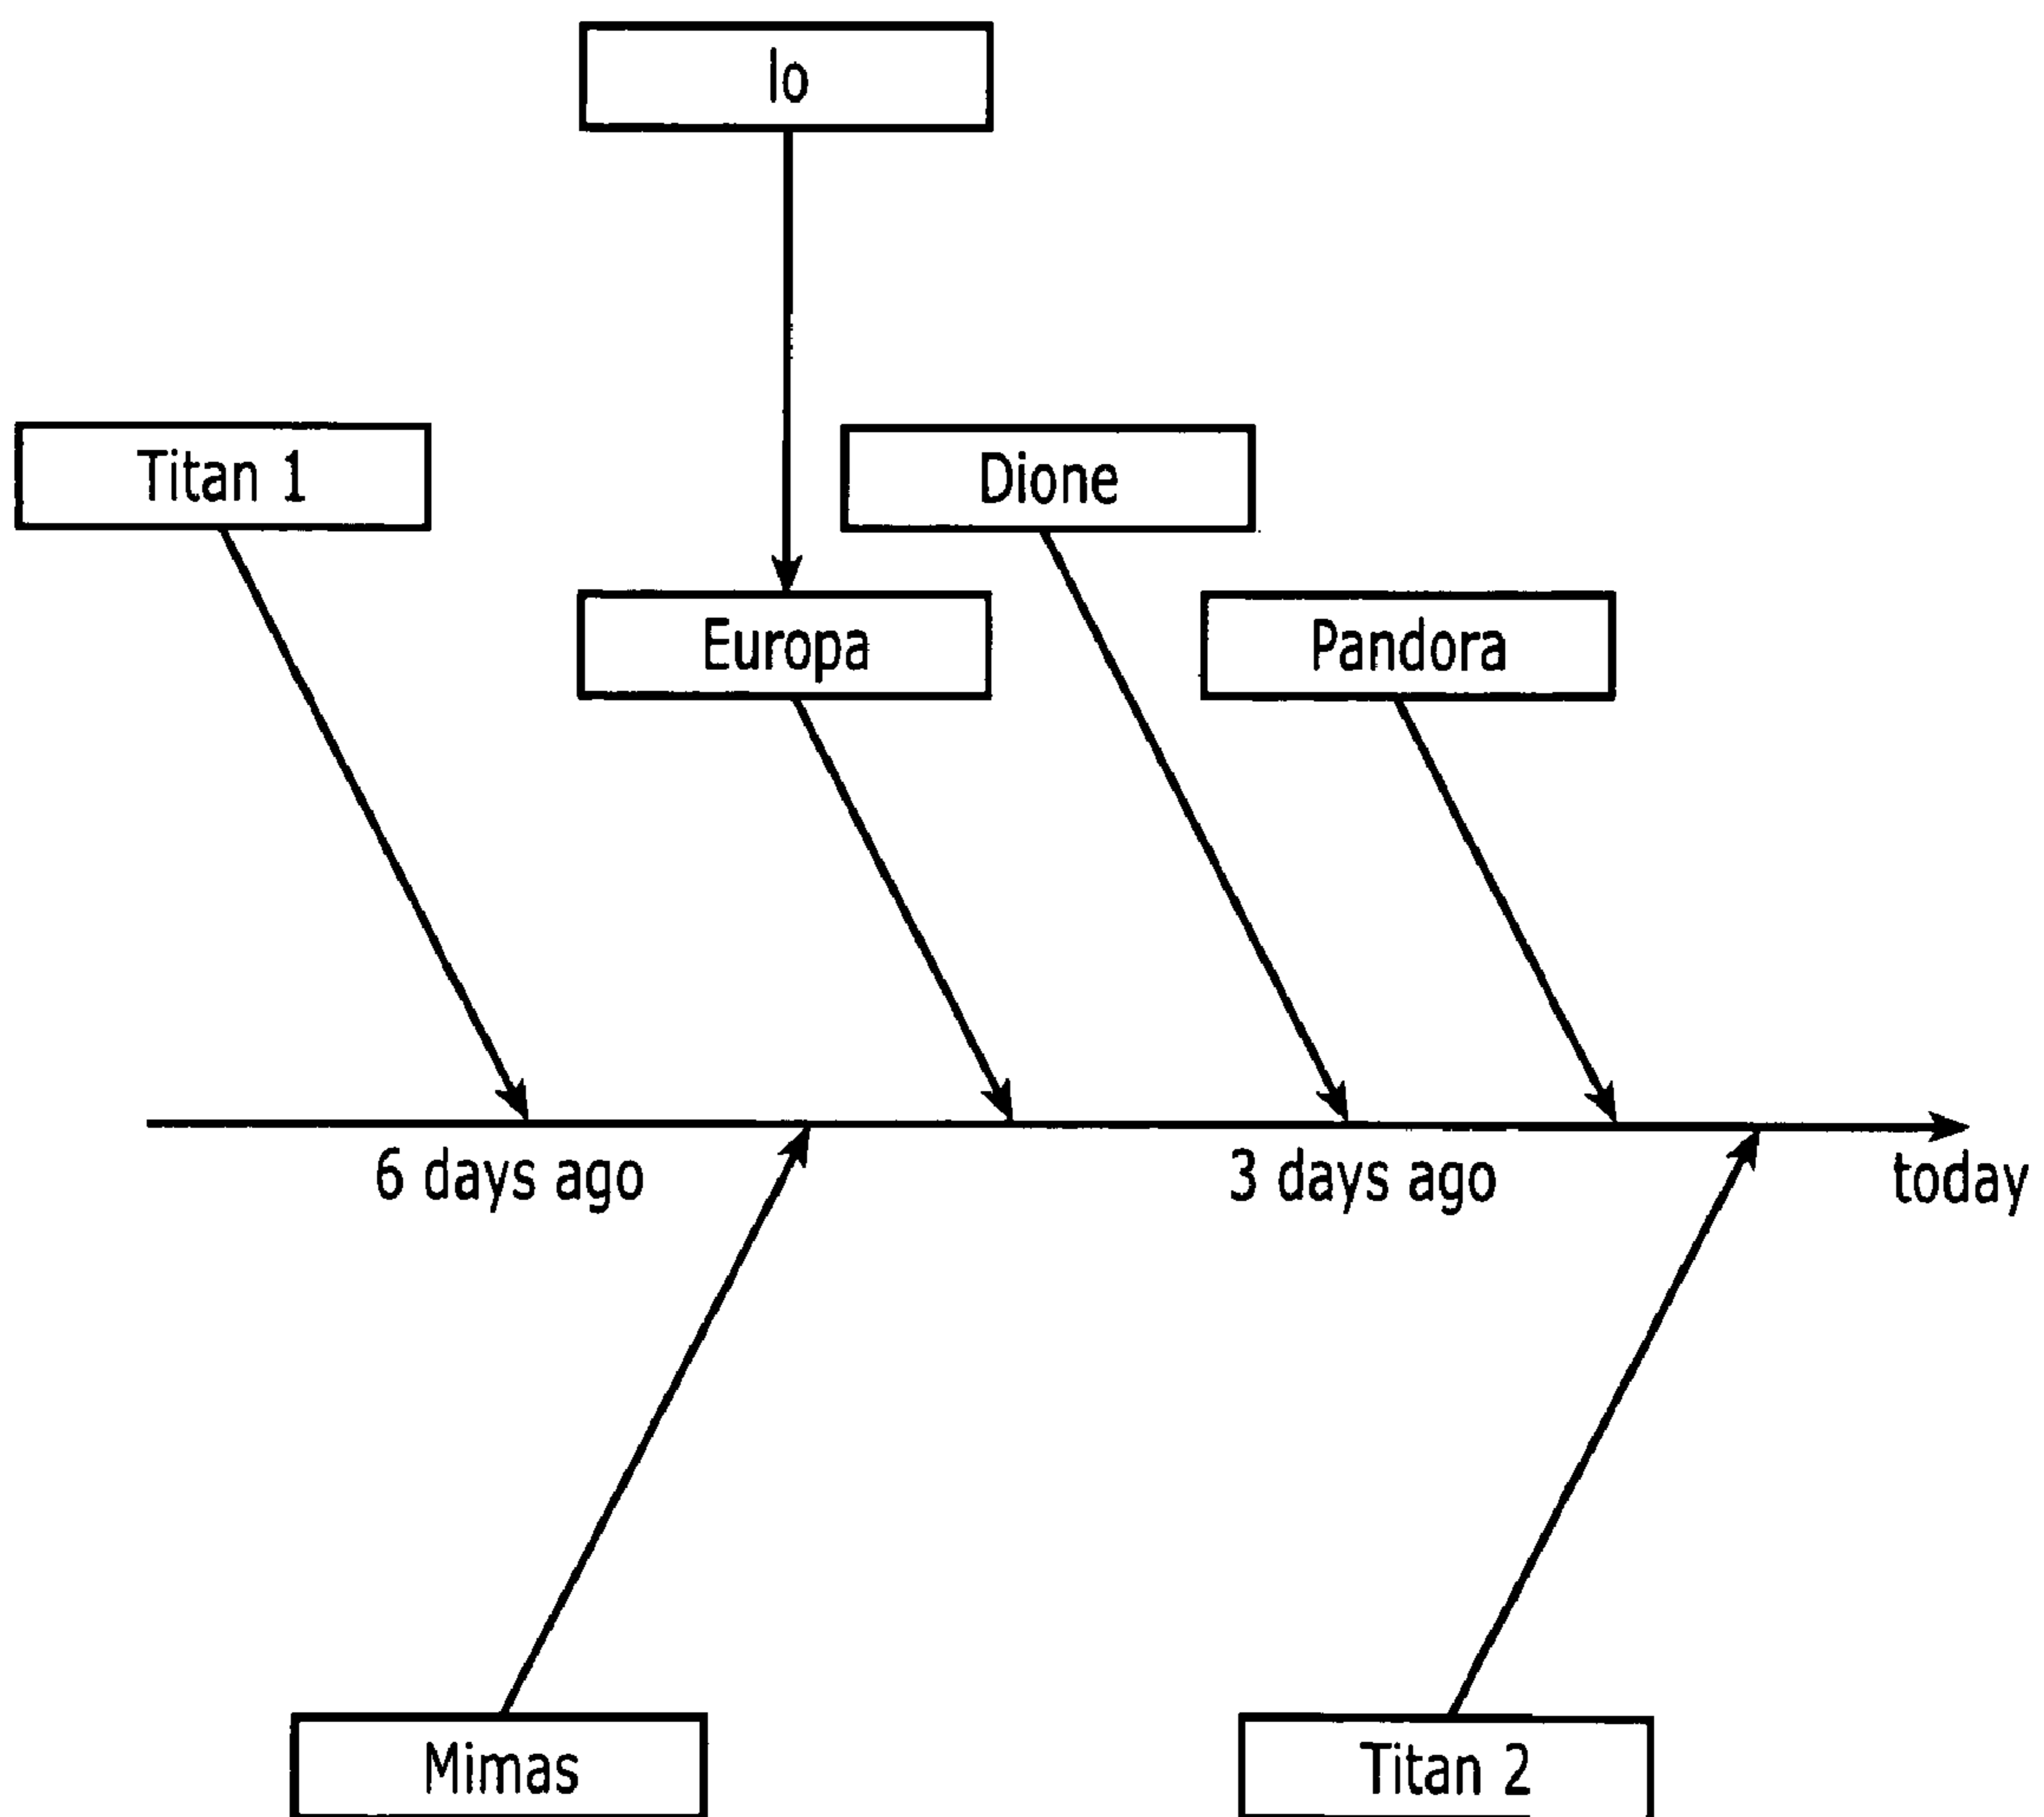 Io
Titan 1
Dione
Europa
Pandora
6 days ago
3 days ago
today
Mimas
Titan 2